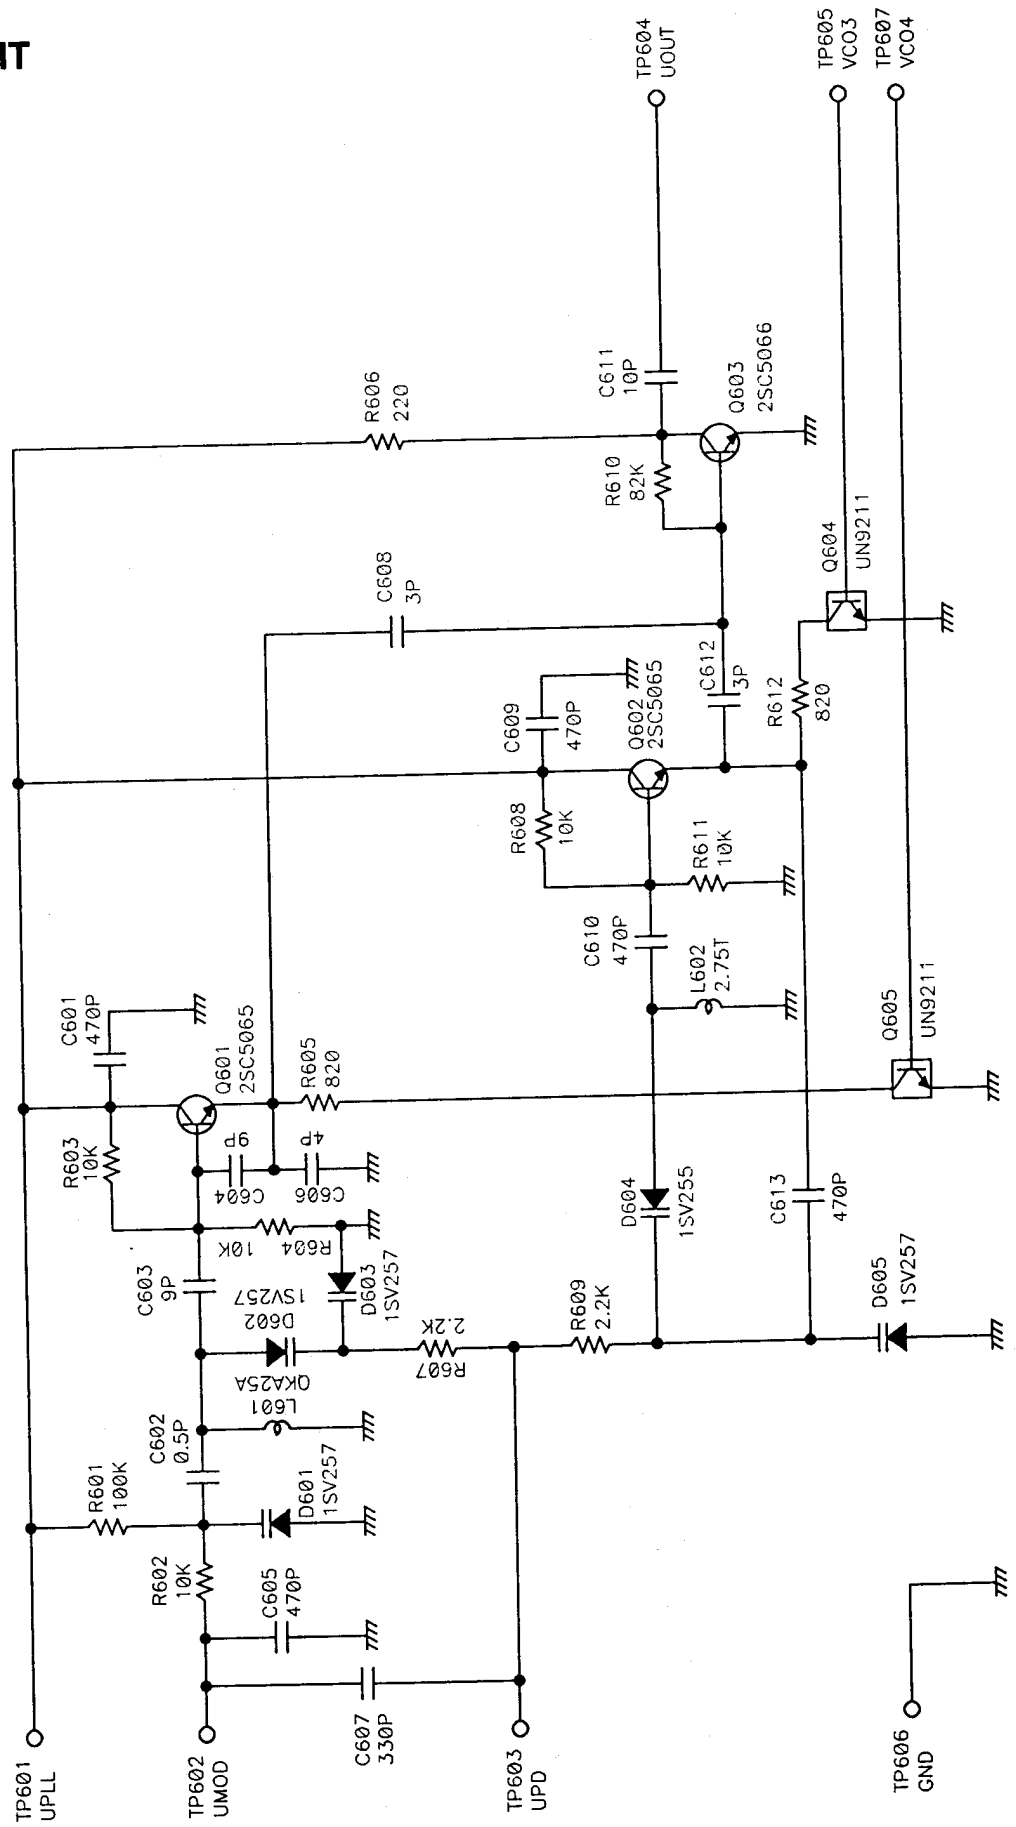 NT
TP601
UPLL
TP602
UMOD
TP603
UPD
TP606
GND
C607
330P
C605
470P
R602
10K
R601
100K
D601
1SV257
C602
0.5P
L601
QKA25A
D602
1SV257
C603
9P
D603
1SV257
R607
2.2K
R604
10K
R603
10K
C604
9P
C606
4P
C601
470P
Q601
2SC5065
R605
820
R609
2.2K
D605
1SV257
D604
1SV255
C613
470P
Q605
UN9211
L602
2.75T
C610
470P
R611
10K
R608
10K
C609
470P
Q602
2SC5065
C612
3P
R612
820
C608
3P
Q604
UN9211
R610
82K
R606
220
C611
10P
Q603
2SC5066
TP604
UOUT
TP605
VCO3
TP607
VCO4